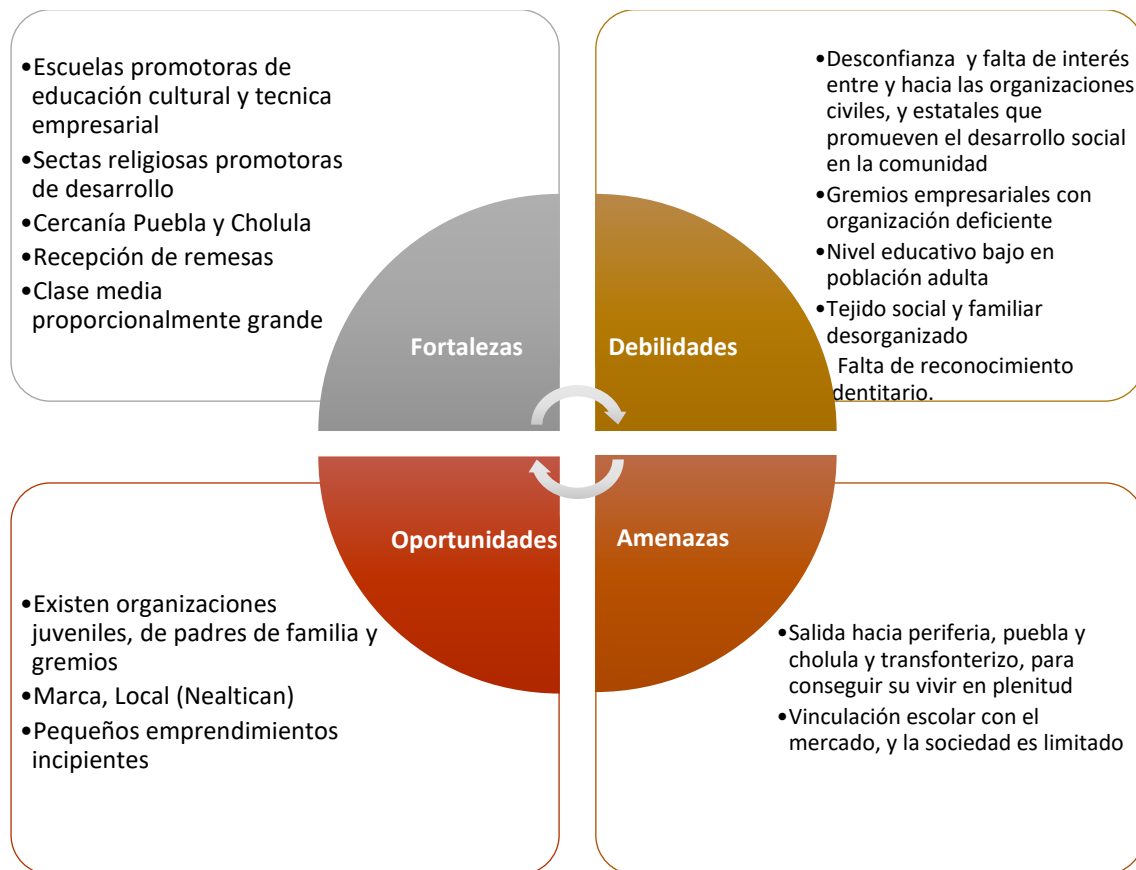 •Escuelas promotoras de
educación cultural y tecnica
empresarial
•Sectas religiosas promotoras
de desarrollo
•Cercanía Puebla y Cholula
•Recepción de remesas
•Clase media
proporcionalmente grande
Fortalezas
•Desconfianza y falta de interés
entre y hacia las organizaciones
civiles, y estatales que
promueven el desarrollo social
en la comunidad
•Gremios empresariales con
organización deficiente
•Nivel educativo bajo en
población adulta
•Tejido social y familiar
desorganizado
Falta de reconocimiento
dentitario.
Debilidades
Oportunidades
•Existen organizaciones
juveniles, de padres de familia y
gremios
•Marca, Local (Nealtican)
•Pequeños emprendimientos
incipientes
Amenazas
•Salida hacia periferia, puebla y
cholula y transfonterizo, para
conseguir su vivir en plenitud
•Vinculación escolar con el
mercado, y la sociedad es limitado